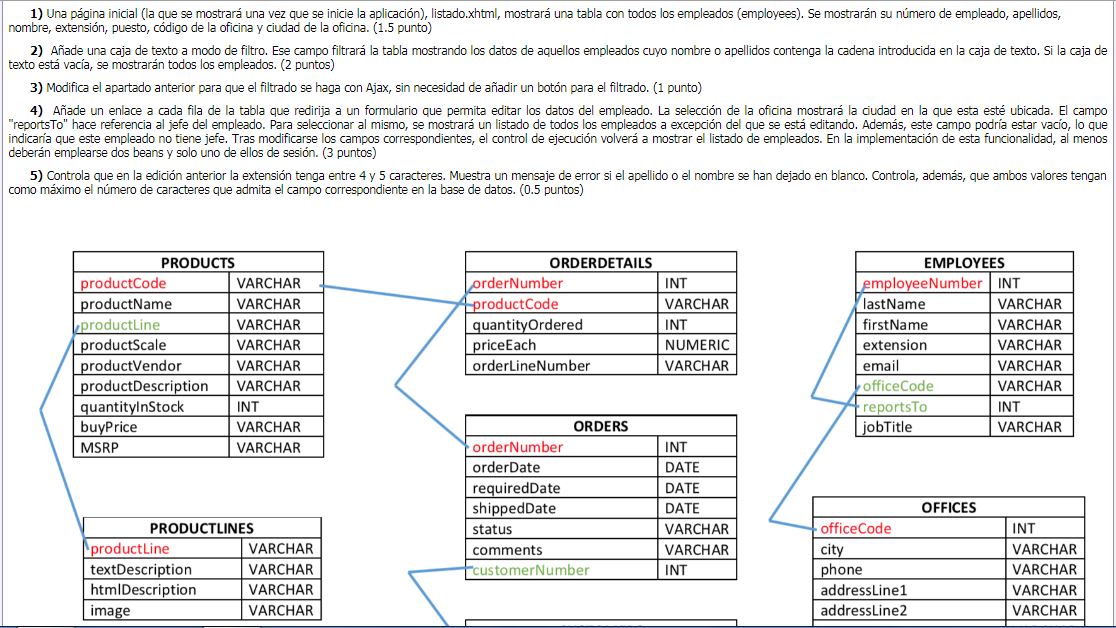 1) Una página inicial (la que se mostrará una vez que se inicie la aplicación), listado.xhtml, mostrará una tabla con todos los empleados (employees). Se mostrarán su número de empleado, apellidos,
nombre, extensión, puesto, código de la oficina y ciudad de la oficina. (1.5 punto)
2) Añade una caja de texto a modo de filtro. Ese campo filtrará la tabla mostrando los datos de aquellos empleados cuyo nombre o apellidos contenga la cadena introducida en la caja de texto. Si la caja de
texto está vacía, se mostrarán todos los empleados. (2 puntos)
3) Modifica el apartado anterior para que el filtrado se haga con Ajax, sin necesidad de añadir un botón para el filtrado. (1 punto)
4) Añade un enlace a cada fila de la tabla que redirija a un formulario que permita editar los datos del empleado. La selección de la oficina mostrará la ciudad en la que esta esté ubicada. El campo
"reportsTo" hace referencia al jefe del empleado. Para seleccionar al mismo, se mostrará un listado de todos los empleados a excepción del que se está editando. Además, este campo podría estar vacío, lo que
indicaría que este empleado no tiene jefe. Tras modificarse los campos correspondientes, el control de ejecución volverá a mostrar el listado de empleados. En la implementación de esta funcionalidad, al menos
deberán emplearse dos beans y solo uno de ellos de sesión. (3 puntos)
5) Controla que en la edición anterior la extensión tenga entre 4 y 5 caracteres. Muestra un mensaje de error si el apellido o el nombre se han dejado en blanco. Controla, además, que ambos valores tengan
como máximo el número de caracteres que admita el campo correspondiente en la base de datos. (0.5 puntos)
PRODUCTS
productCode VARCHAR
productName VARCHAR
productLine VARCHAR
productScale VARCHAR
productVendor VARCHAR
productDescription VARCHAR
quantityInStock INT
buyPrice VARCHAR
MSRP VARCHAR
PRODUCTLINES
productLine VARCHAR
textDescription VARCHAR
htmlDescription VARCHAR
image VARCHAR
ORDERDETAILS
orderNumber INT
productCode VARCHAR
quantityOrdered INT
priceEach NUMERIC
orderLineNumber VARCHAR
ORDERS
orderNumber INT
orderDate DATE
requiredDate DATE
shippedDate DATE
status VARCHAR
comments VARCHAR
customerNumber INT
EMPLOYEES
employeeNumber INT
lastName VARCHAR
firstName VARCHAR
extension VARCHAR
email VARCHAR
officeCode VARCHAR
reportsTo INT
jobTitle VARCHAR
OFFICES
officeCode INT
city VARCHAR
phone VARCHAR
addressLine1 VARCHAR
addressLine2 VARCHAR